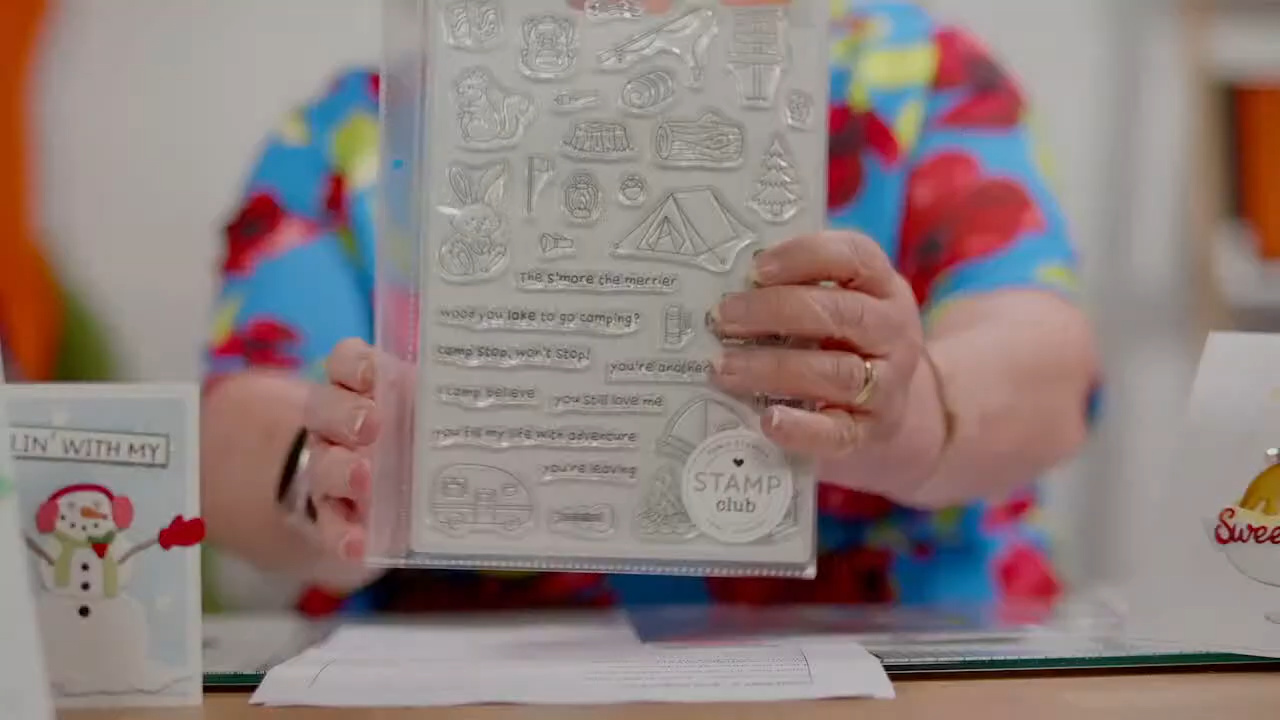 The s'more the merrier
wood you lake to go camping?
camp stop, won't stop!
you're another
i camp believe
you still love me
you fill my life with adventure
you're leaving
STAMP
club
LIN' WITH MY
Swee